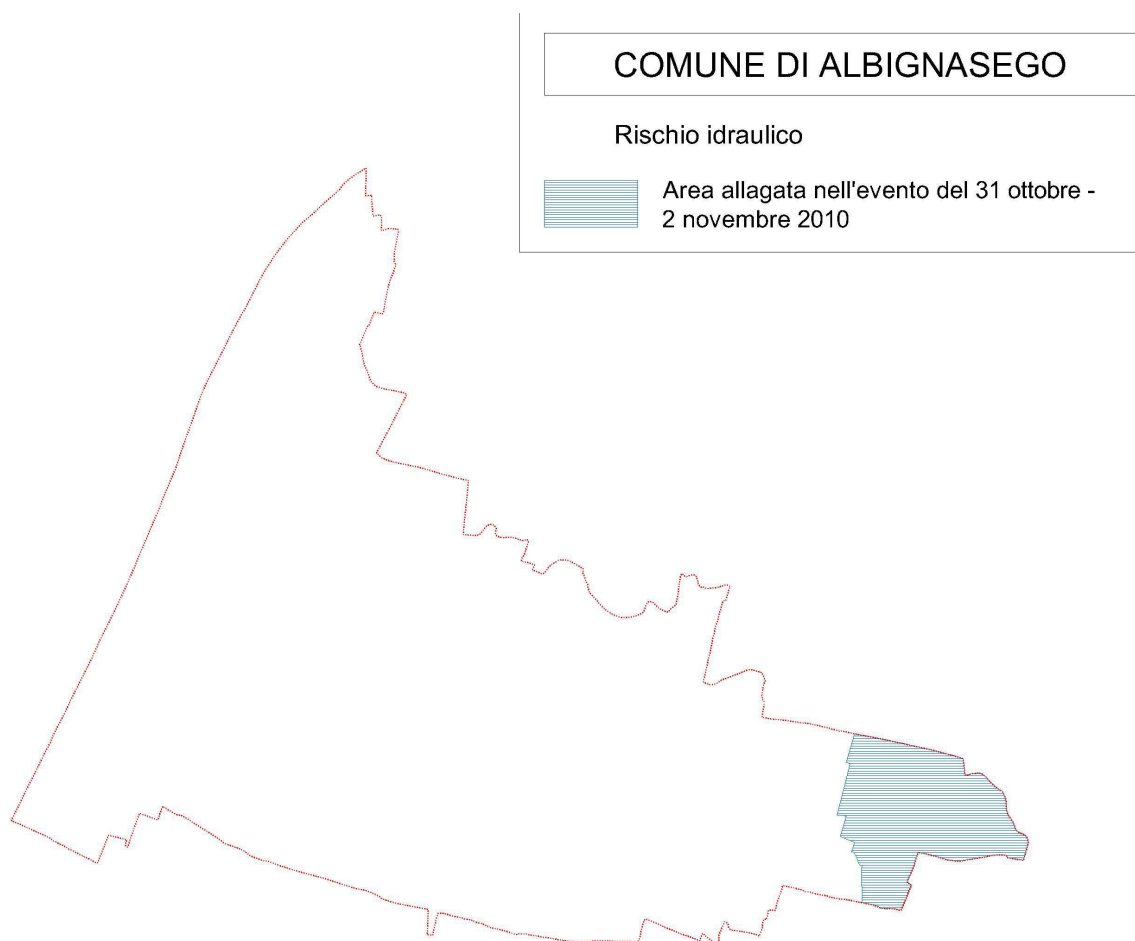 COMUNE DI ALBIGNASEGO
Rischio idraulico
Area allagata nell'evento del 31 ottobre -
2 novembre 2010